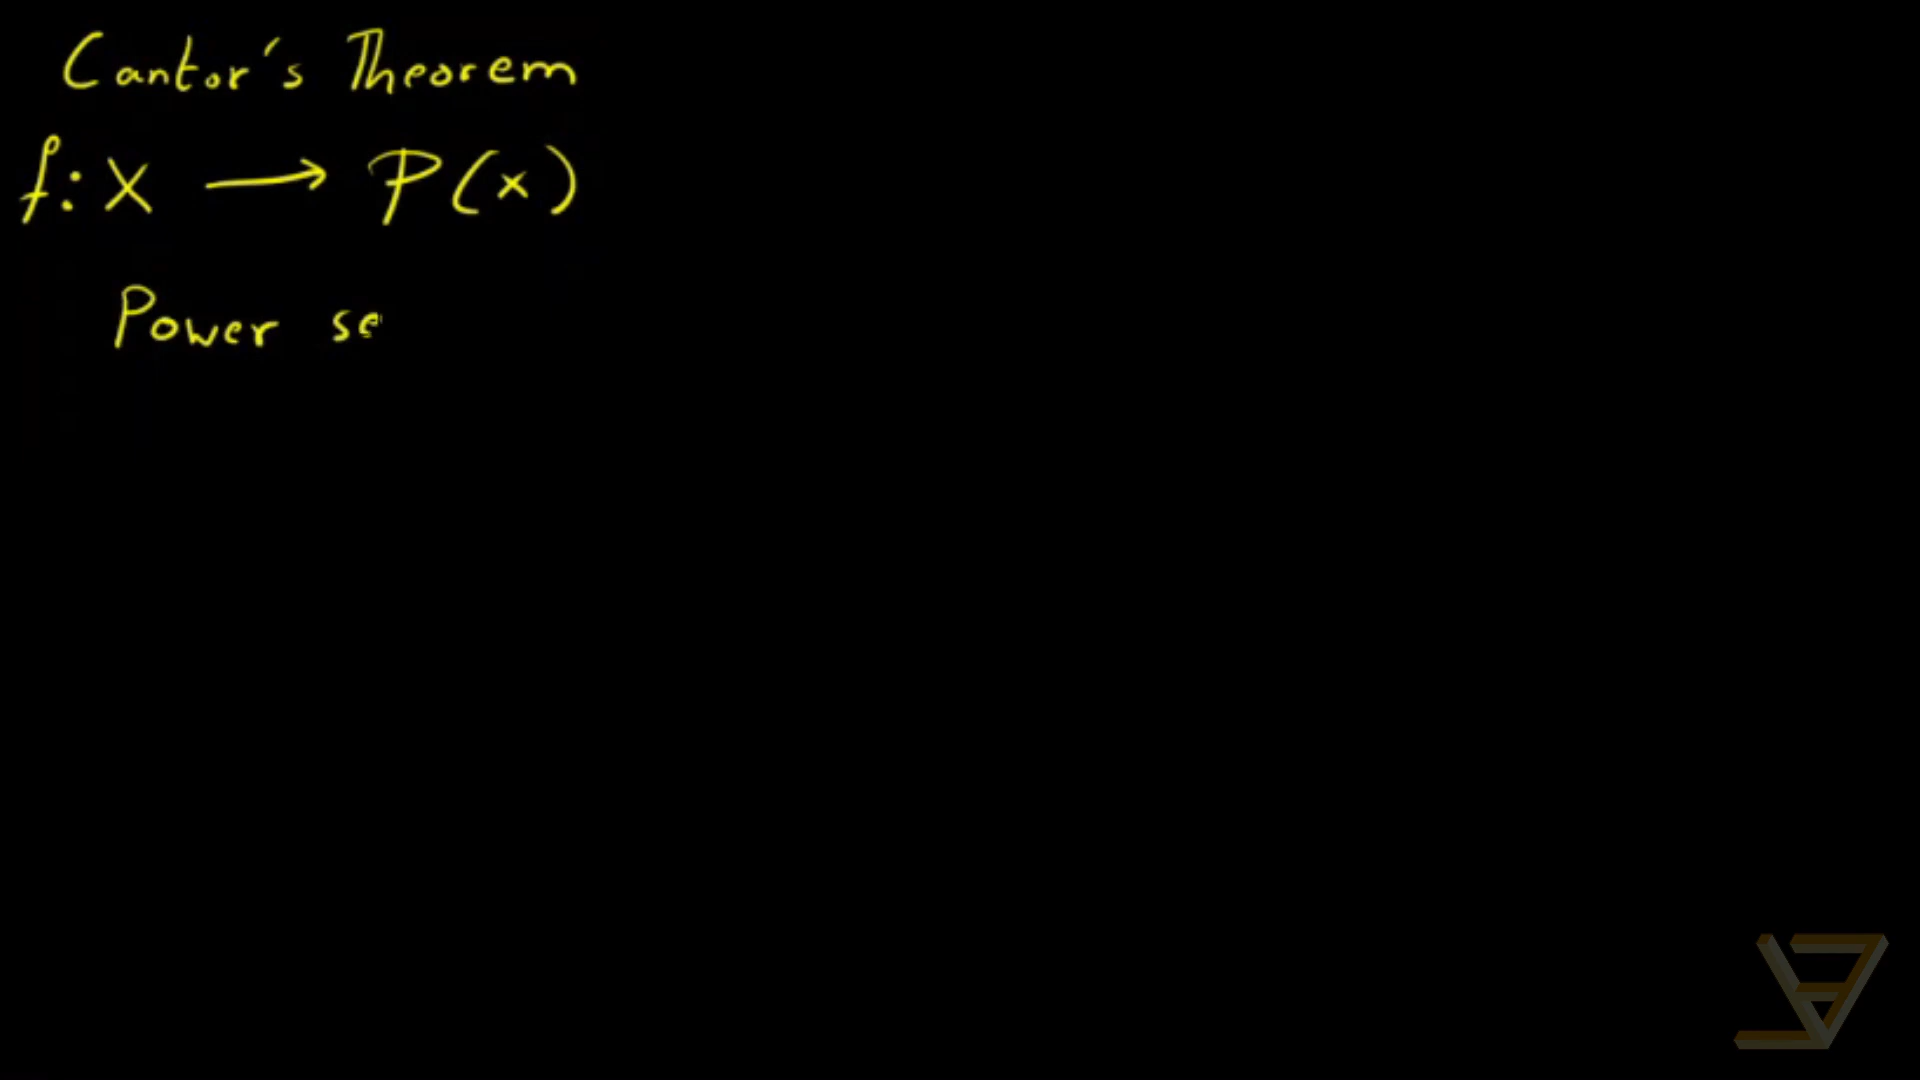 Cantor's Theorem
f: X → P(x)
Power se